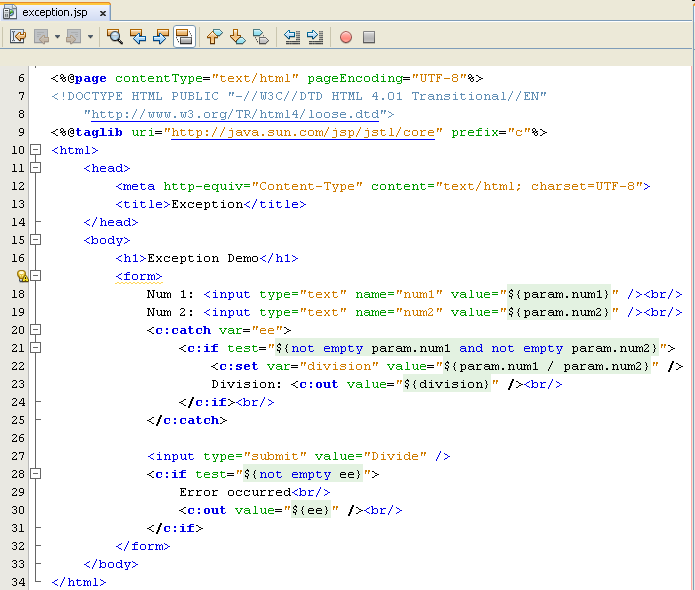 exception.jsp x
6 <%@page contentType="text/html" pageEncoding="UTF-8"%>
7 <!DOCTYPE HTML PUBLIC "-//W3C//DTD HTML 4.01 Transitional//EN"
8 "http://www.w3.org/TR/html4/loose.dtd">
9 <%@taglib uri="http://java.sun.com/jsp/jstl/core" prefix="c"%>
10 <html>
11 <head>
12 <meta http-equiv="Content-Type" content="text/html; charset=UTF-8">
13 <title>Exception</title>
14 </head>
15 <body>
16 <h1>Exception Demo</h1>
<form>
18 Num 1: <input type="text" name="num1" value="${param.num1}" /><br/>
19 Num 2: <input type="text" name="num2" value="${param.num2}" /><br/>
20 <c:catch var="ee">
21 <c:if test="${not empty param.num1 and not empty param.num2}">
22 <c:set var="division" value="${param.num1 / param.num2}" />
23 Division: <c:out value="${division}" /><br/>
24 </c:if><br/>
25 </c:catch>
26
27 <input type="submit" value="Divide" />
28 <c:if test="${not empty ee}">
29 Error occurred<br/>
30 <c:out value="${ee}" /><br/>
31 </c:if>
32 </form>
33 </body>
34 </html>